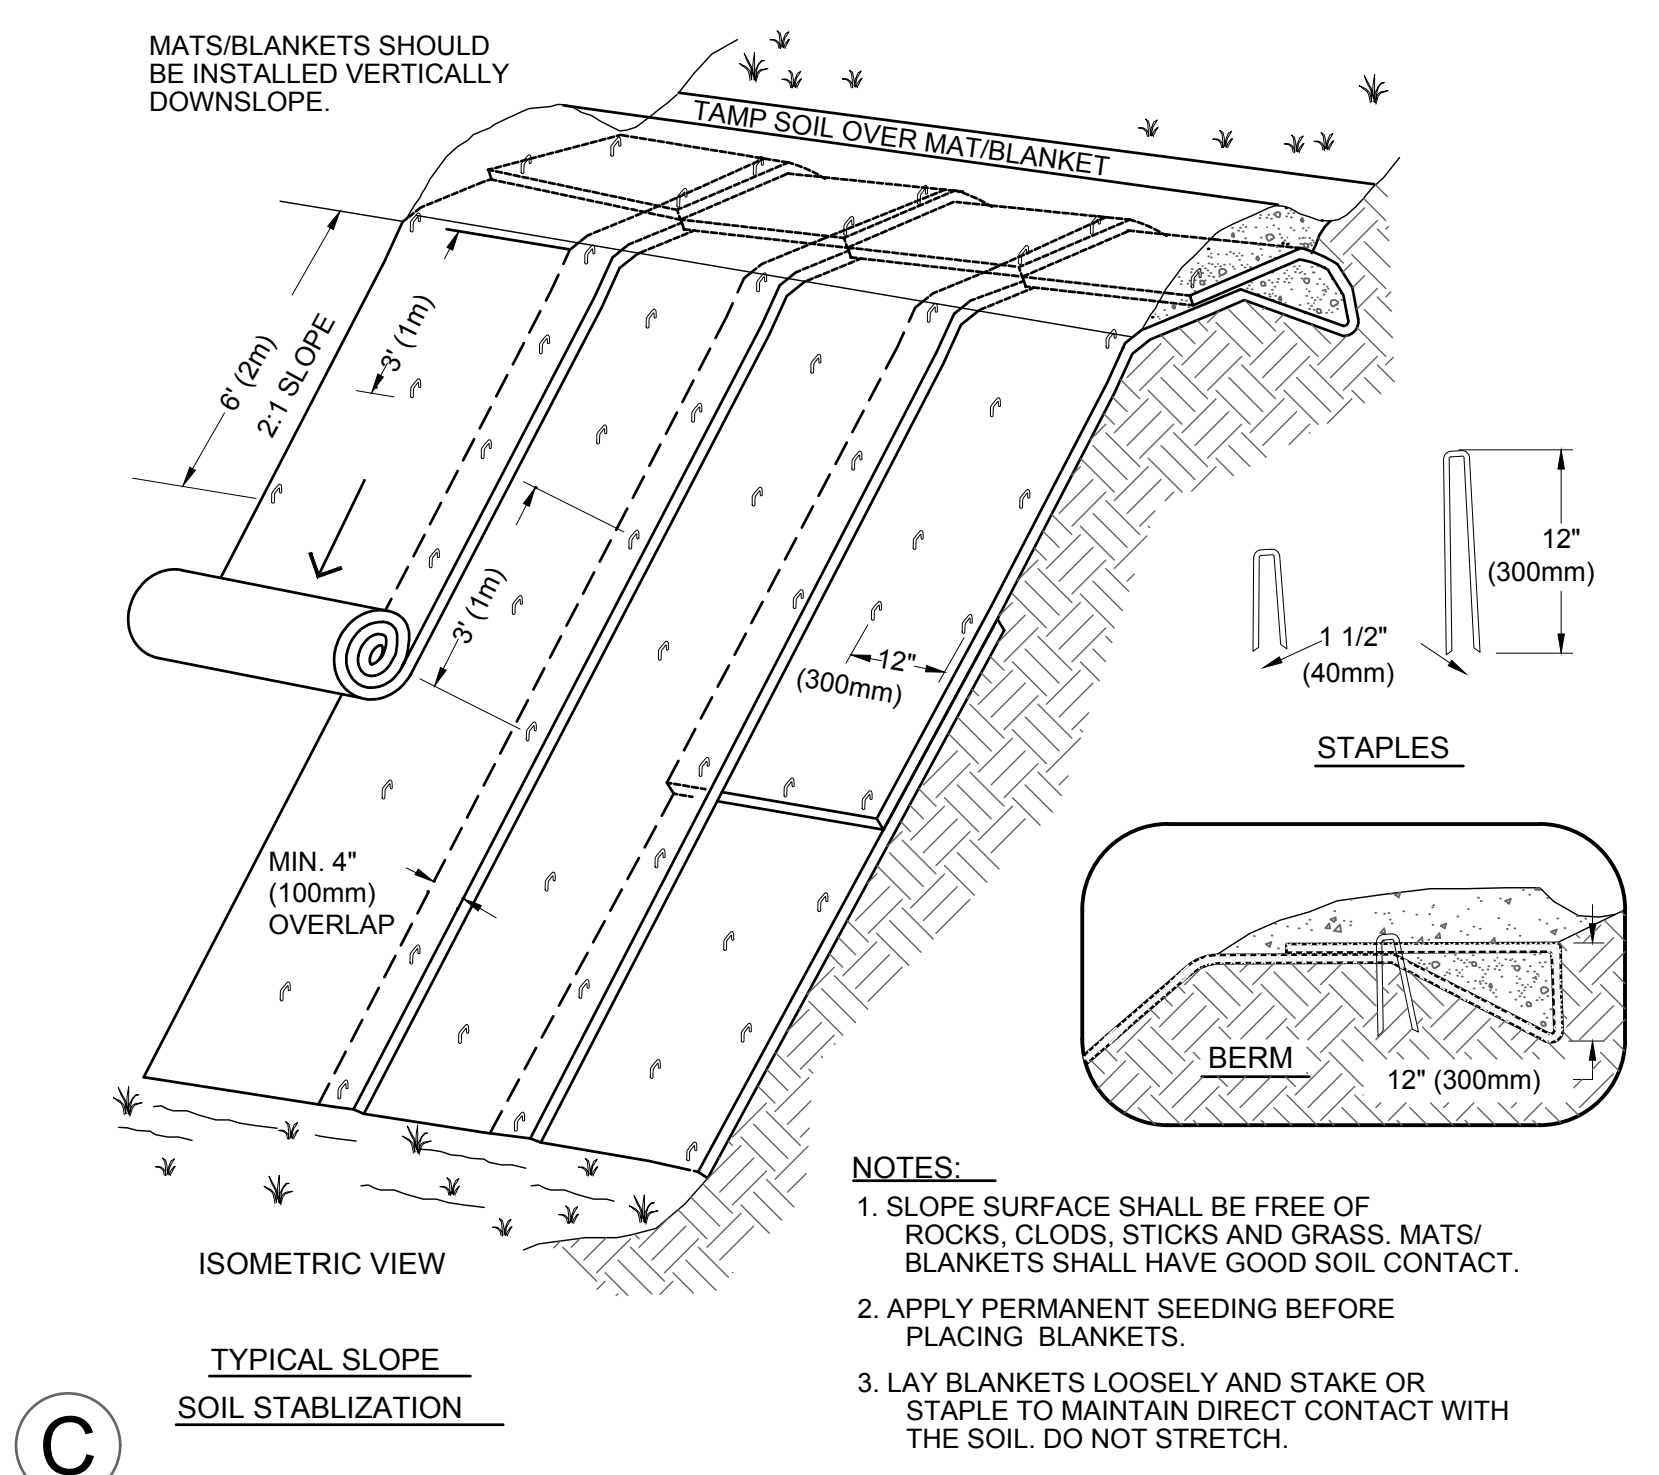 MATS/BLANKETS SHOULD
BE INSTALLED VERTICALLY
DOWNSLOPE.
TAMP SOIL OVER MAT/BLANKET
6' (2m)
2:1 SLOPE
3' (1m)
3' (1m)
12"
(300mm)
MIN. 4"
(100mm)
OVERLAP
12"
(300mm)
1 1/2"
(40mm)
STAPLES
BERM
12" (300mm)
ISOMETRIC VIEW
TYPICAL SLOPE
SOIL STABLIZATION
C
NOTES:
1. SLOPE SURFACE SHALL BE FREE OF
ROCKS, CLODS, STICKS AND GRASS. MATS/
BLANKETS SHALL HAVE GOOD SOIL CONTACT.
2. APPLY PERMANENT SEEDING BEFORE
PLACING BLANKETS.
3. LAY BLANKETS LOOSELY AND STAKE OR
STAPLE TO MAINTAIN DIRECT CONTACT WITH
THE SOIL. DO NOT STRETCH.